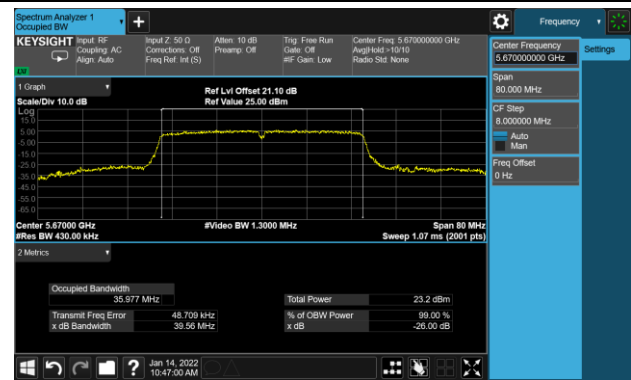 Spectrum Analyzer 1
Occupied BW
Frequency
KEYSIGHT Input: RF Input Z: 50 Ω Atten: 10 dB Trig: Free Run Center Freq: 5.670000000 GHz
Coupling: AC Corrections: Off Preamp: Off Gate: Off Avg|Hold:>10/10
Align: Auto Freq Ref: Int (S) #IF Gain: Low Radio Std: None
LXI
Center Frequency
5.670000000 GHz
Settings
Span
80.000 MHz
CF Step
8.000000 MHz
Auto
Man
Freq Offset
0 Hz
1 Graph
Ref Lvl Offset 21.10 dB
Scale/Div 10.0 dB Ref Value 25.00 dBm
Log
15.0
5.00
-5.00
-15.0
-25.0
-35.0
-45.0
-55.0
-65.0
Center 5.67000 GHz #Video BW 1.3000 MHz Span 80 MHz
#Res BW 430.00 kHz Sweep 1.07 ms (2001 pts)
2 Metrics
Occupied Bandwidth
35.977 MHz Total Power 23.2 dBm
Transmit Freq Error 48.709 kHz % of OBW Power 99.00 %
x dB Bandwidth 39.56 MHz x dB -26.00 dB
?
Jan 14, 2022
10:47:00 AM